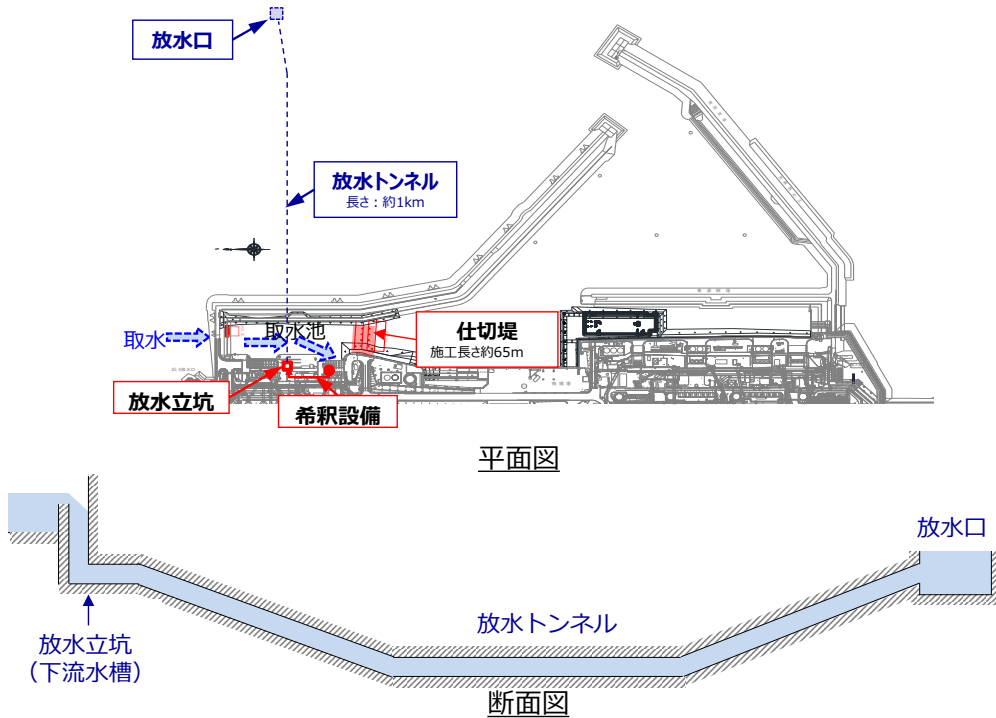 放水口
放水トンネル
長さ：約1km
取水
取水池
仕切堤
施工長さ約65m
放水立坑
希釈設備
平面図
放水口
放水トンネル
放水立坑
（下流水槽）
断面図